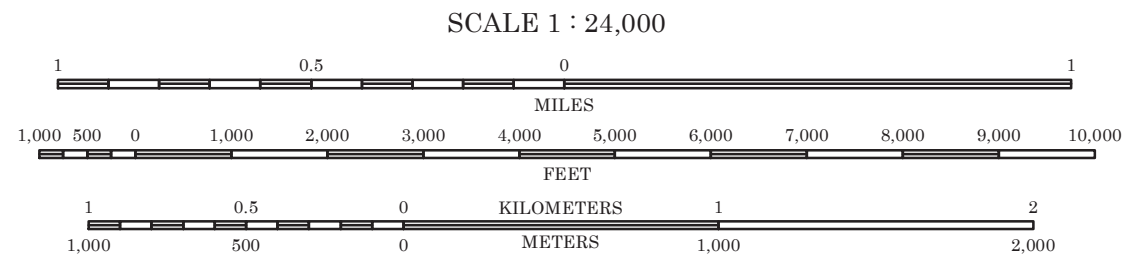 SCALE 1 : 24,000
1 0.5 0 1
MILES
1,000 500 0 1,000 2,000 3,000 4,000 5,000 6,000 7,000 8,000 9,000 10,000
FEET
1 0.5 0 KILOMETERS 1 2
1,000 500 0 METERS 1,000 2,000